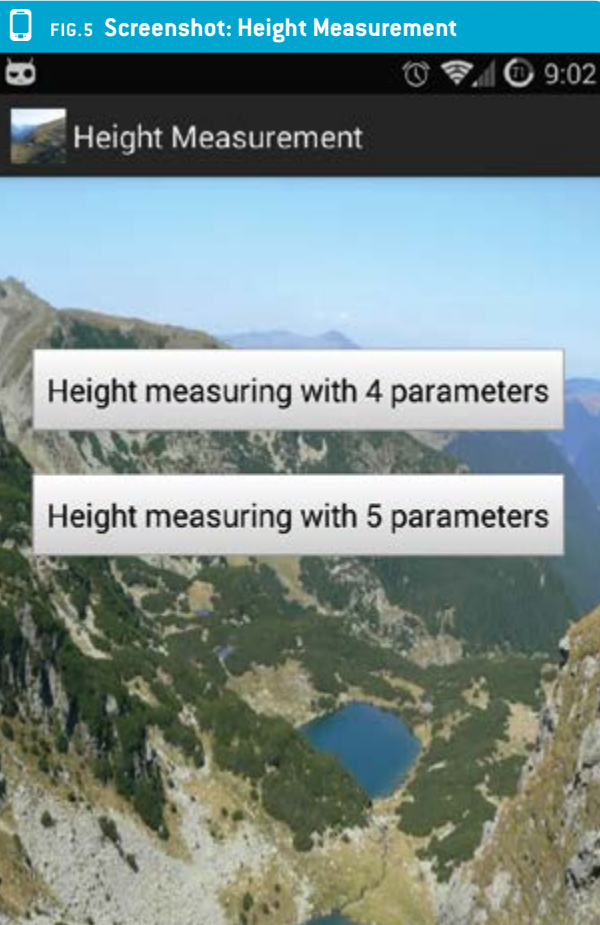 FIG.5 Screenshot: Height Measurement
71 9:02
Height Measurement
Height measuring with 4 parameters
Height measuring with 5 parameters